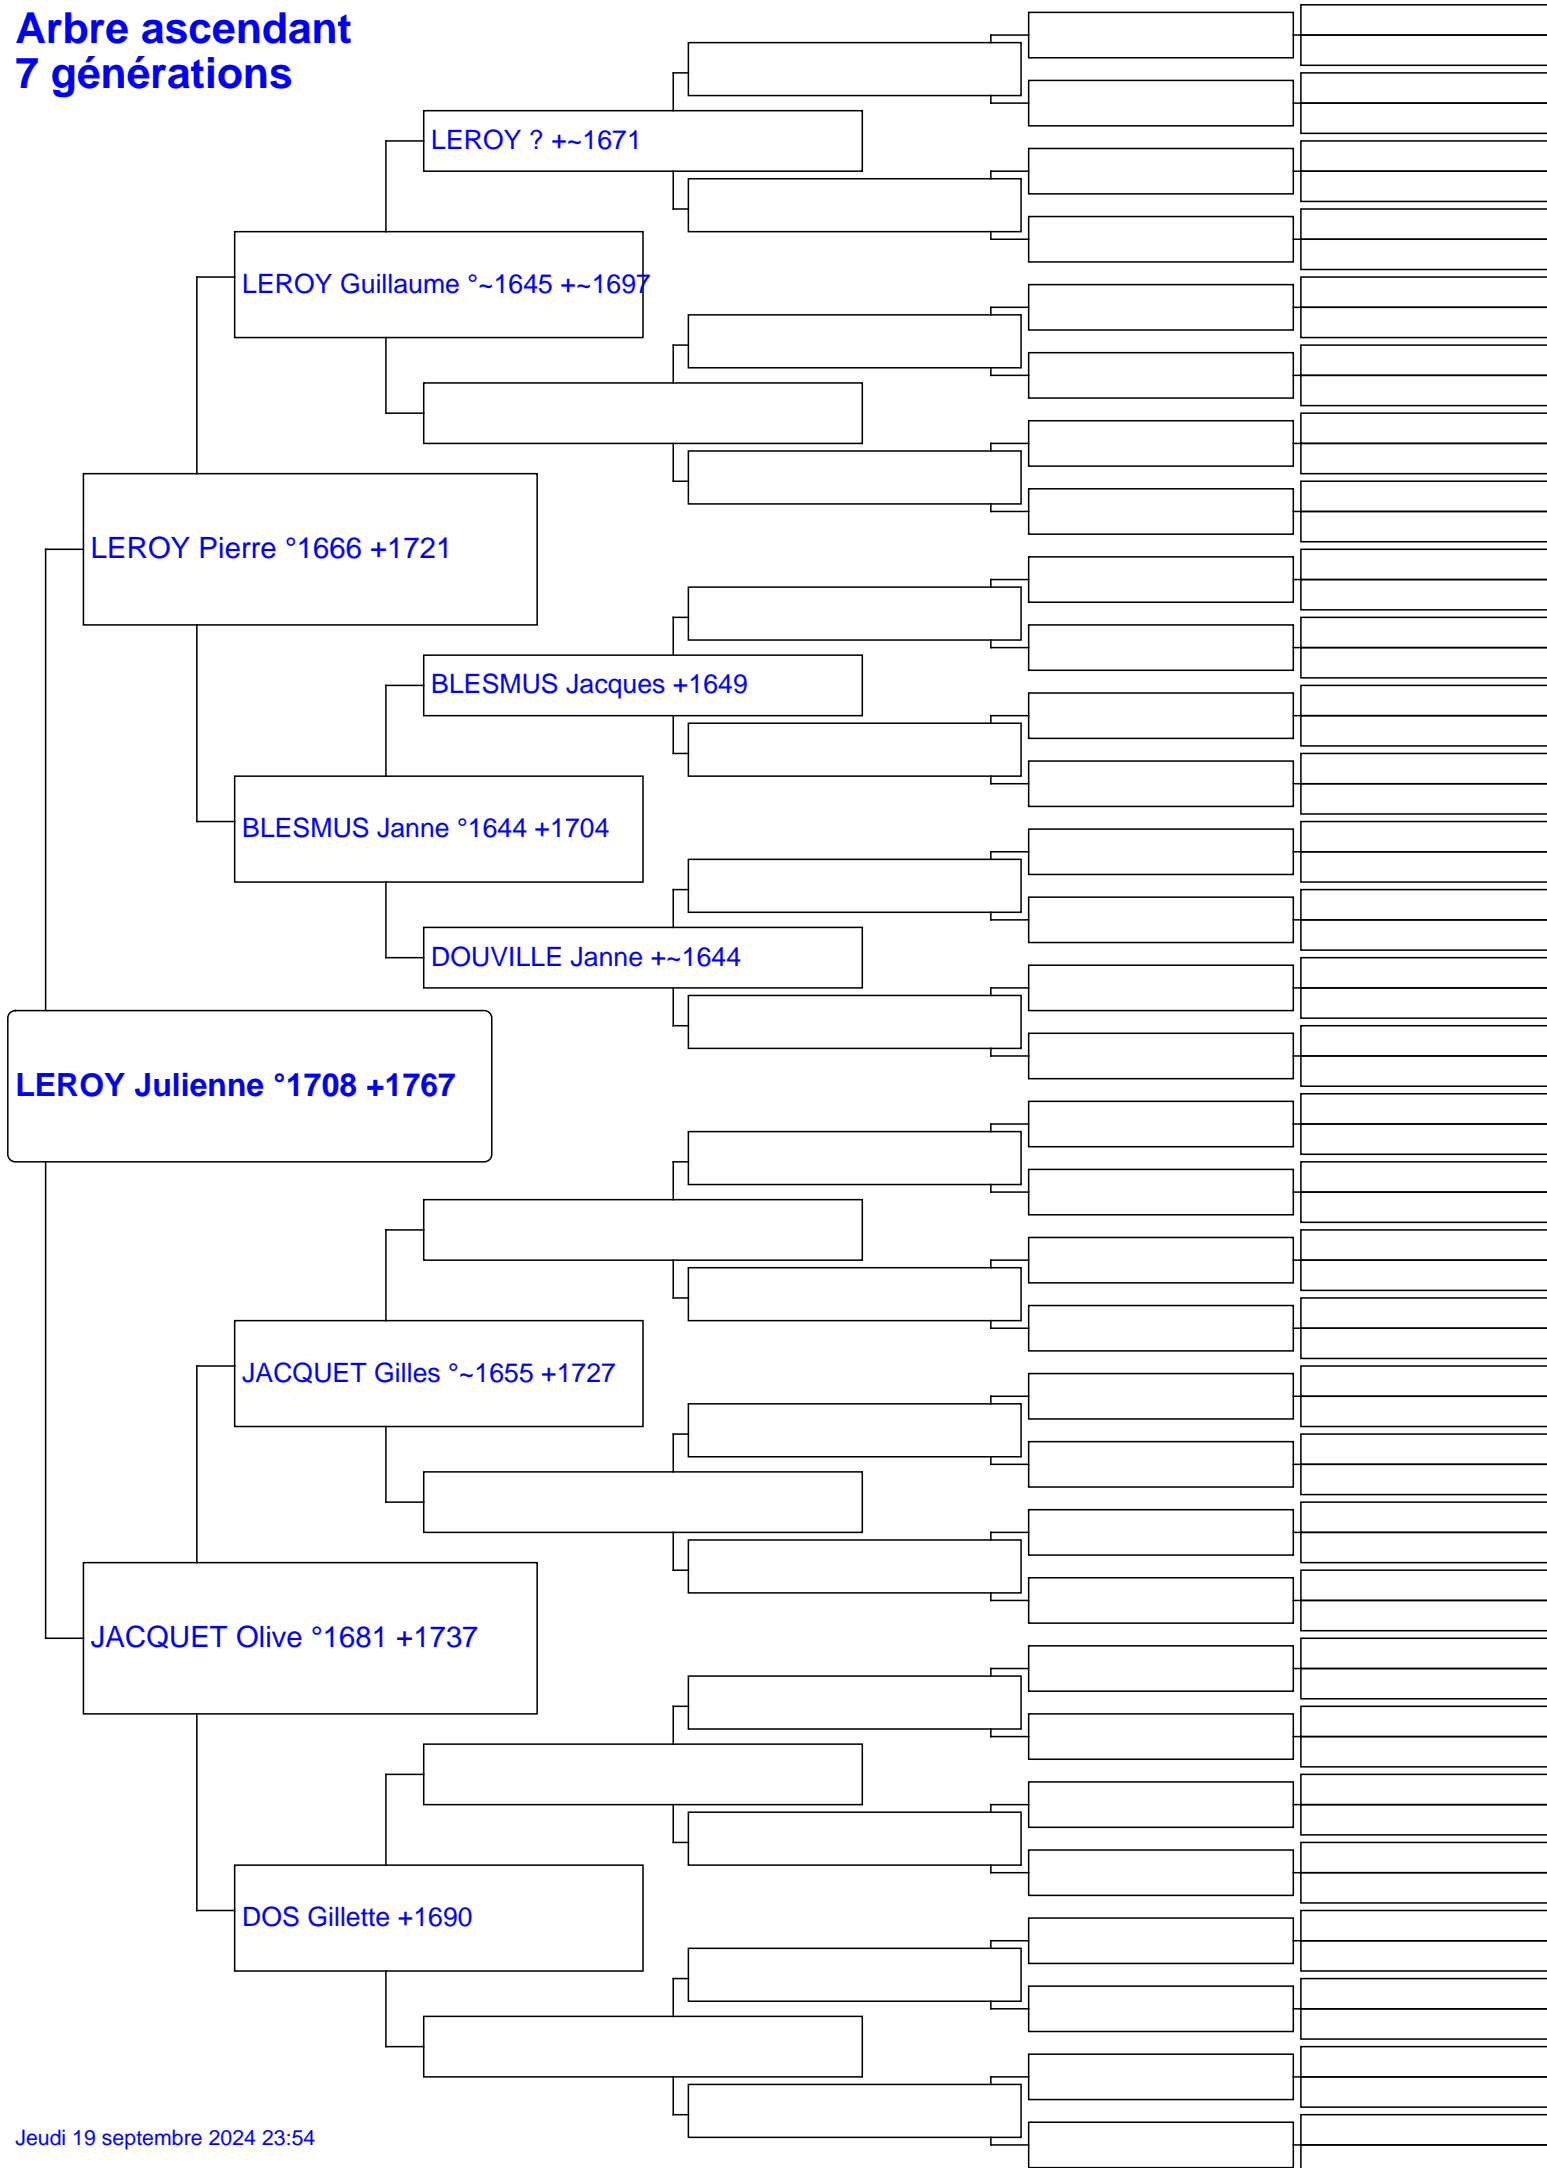 Arbre ascendant
7 générations
LEROY ? +~1671
LEROY Guillaume °~1645 +~1697
LEROY Pierre °1666 +1721
BLESMUS Jacques +1649
BLESMUS Janne °1644 +1704
DOUVILLE Janne +~1644
LEROY Julienne °1708 +1767
JACQUET Gilles °~1655 +1727
JACQUET Olive °1681 +1737
DOS Gillette +1690
Jeudi 19 septembre 2024 23:54